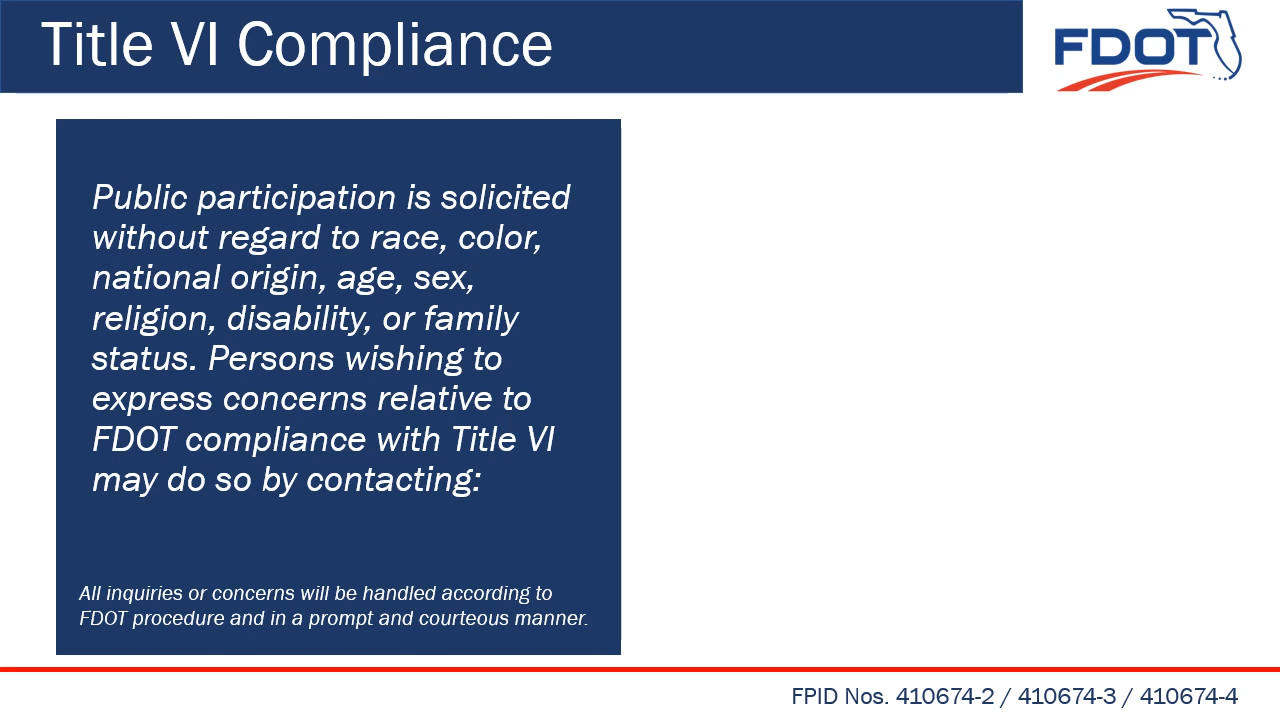 Title VI Compliance
FDOT
Public participation is solicited
without regard to race, color,
national origin, age, sex,
religion, disability, or family
status. Persons wishing to
express concerns relative to
FDOT compliance with Title VI
may do so by contacting:
All inquiries or concerns will be handled according to
FDOT procedure and in a prompt and courteous manner.
FPID Nos. 410674-2 / 410674-3 / 410674-4